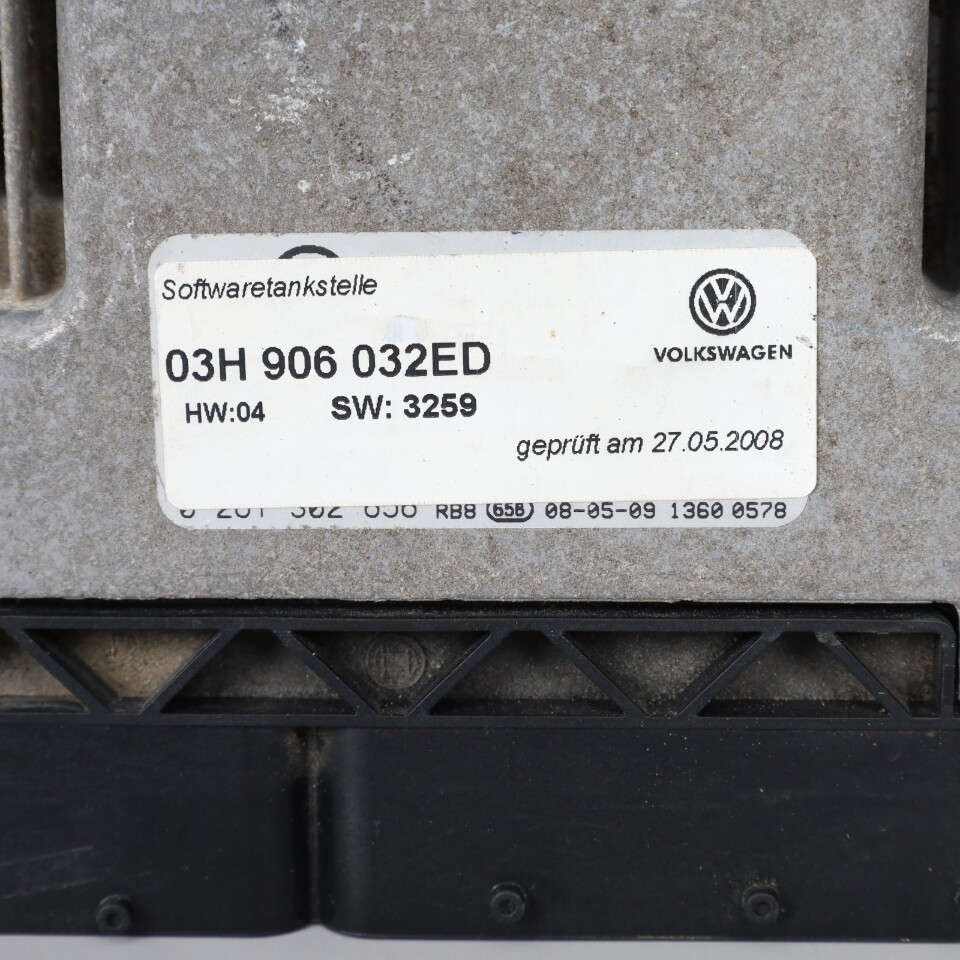 Softwaretankstelle
VOLKSWAGEN
03H 906 032ED
HW:04 SW: 3259
geprüft am 27.05.2008
RB8 65B 08-05-09 1360 0578